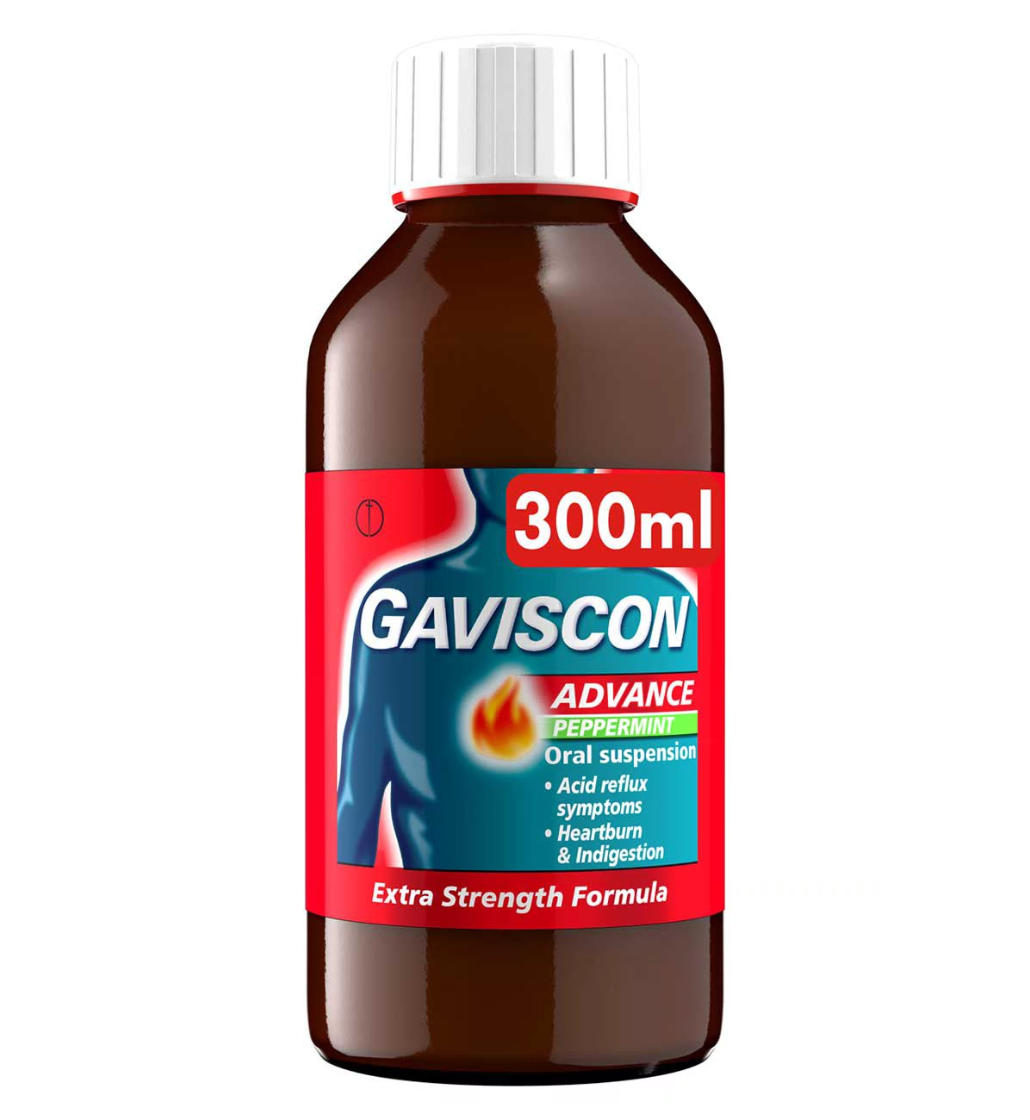 300ml
GAVISCON
ADVANCE
PEPPERMINT
Oral suspension
• Acid reflux
symptoms
• Heartburn
& Indigestion
Extra Strength Formula